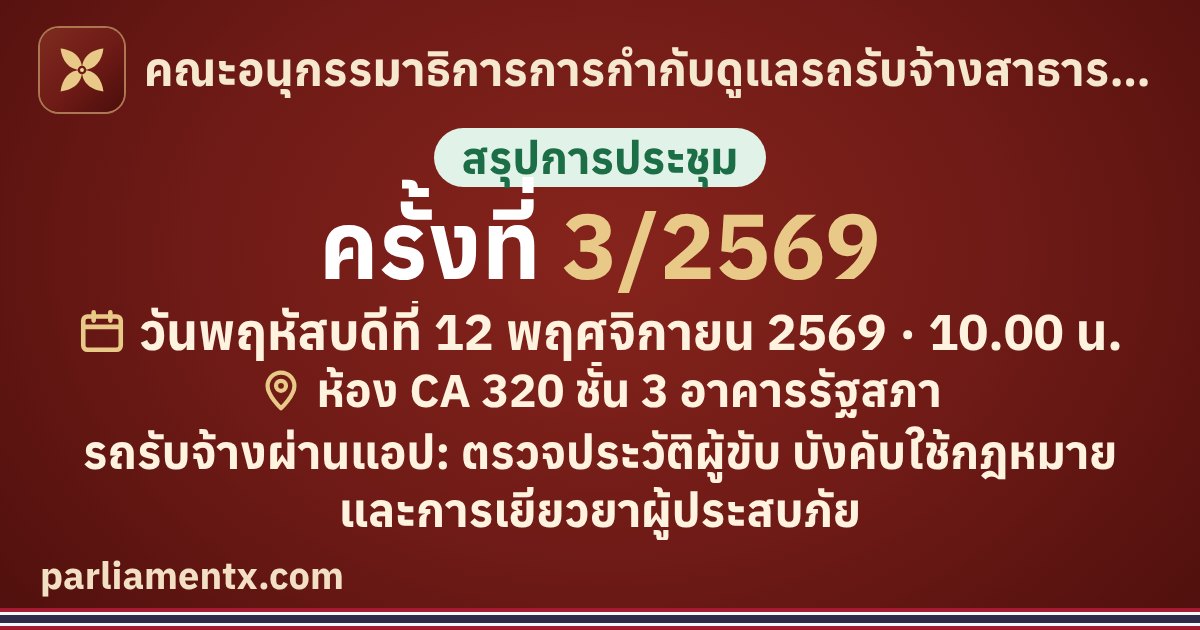 คณะอนุกรรมาธิการการกำกับดูแลรถรับจ้างสาธาร...
สรุปการประชุม
ครั้งที่ 3/2569
วันพฤหัสบดีที่ 12 พฤศจิกายน 2569 · 10.00 น.
ห้อง CA 320 ชั้น 3 อาคารรัฐสภา
รถรับจ้างผ่านแอป: ตรวจประวัติผู้ขับ บังคับใช้กฎหมาย
และการเยียวยาผู้ประสบภัย
parliamentx.com